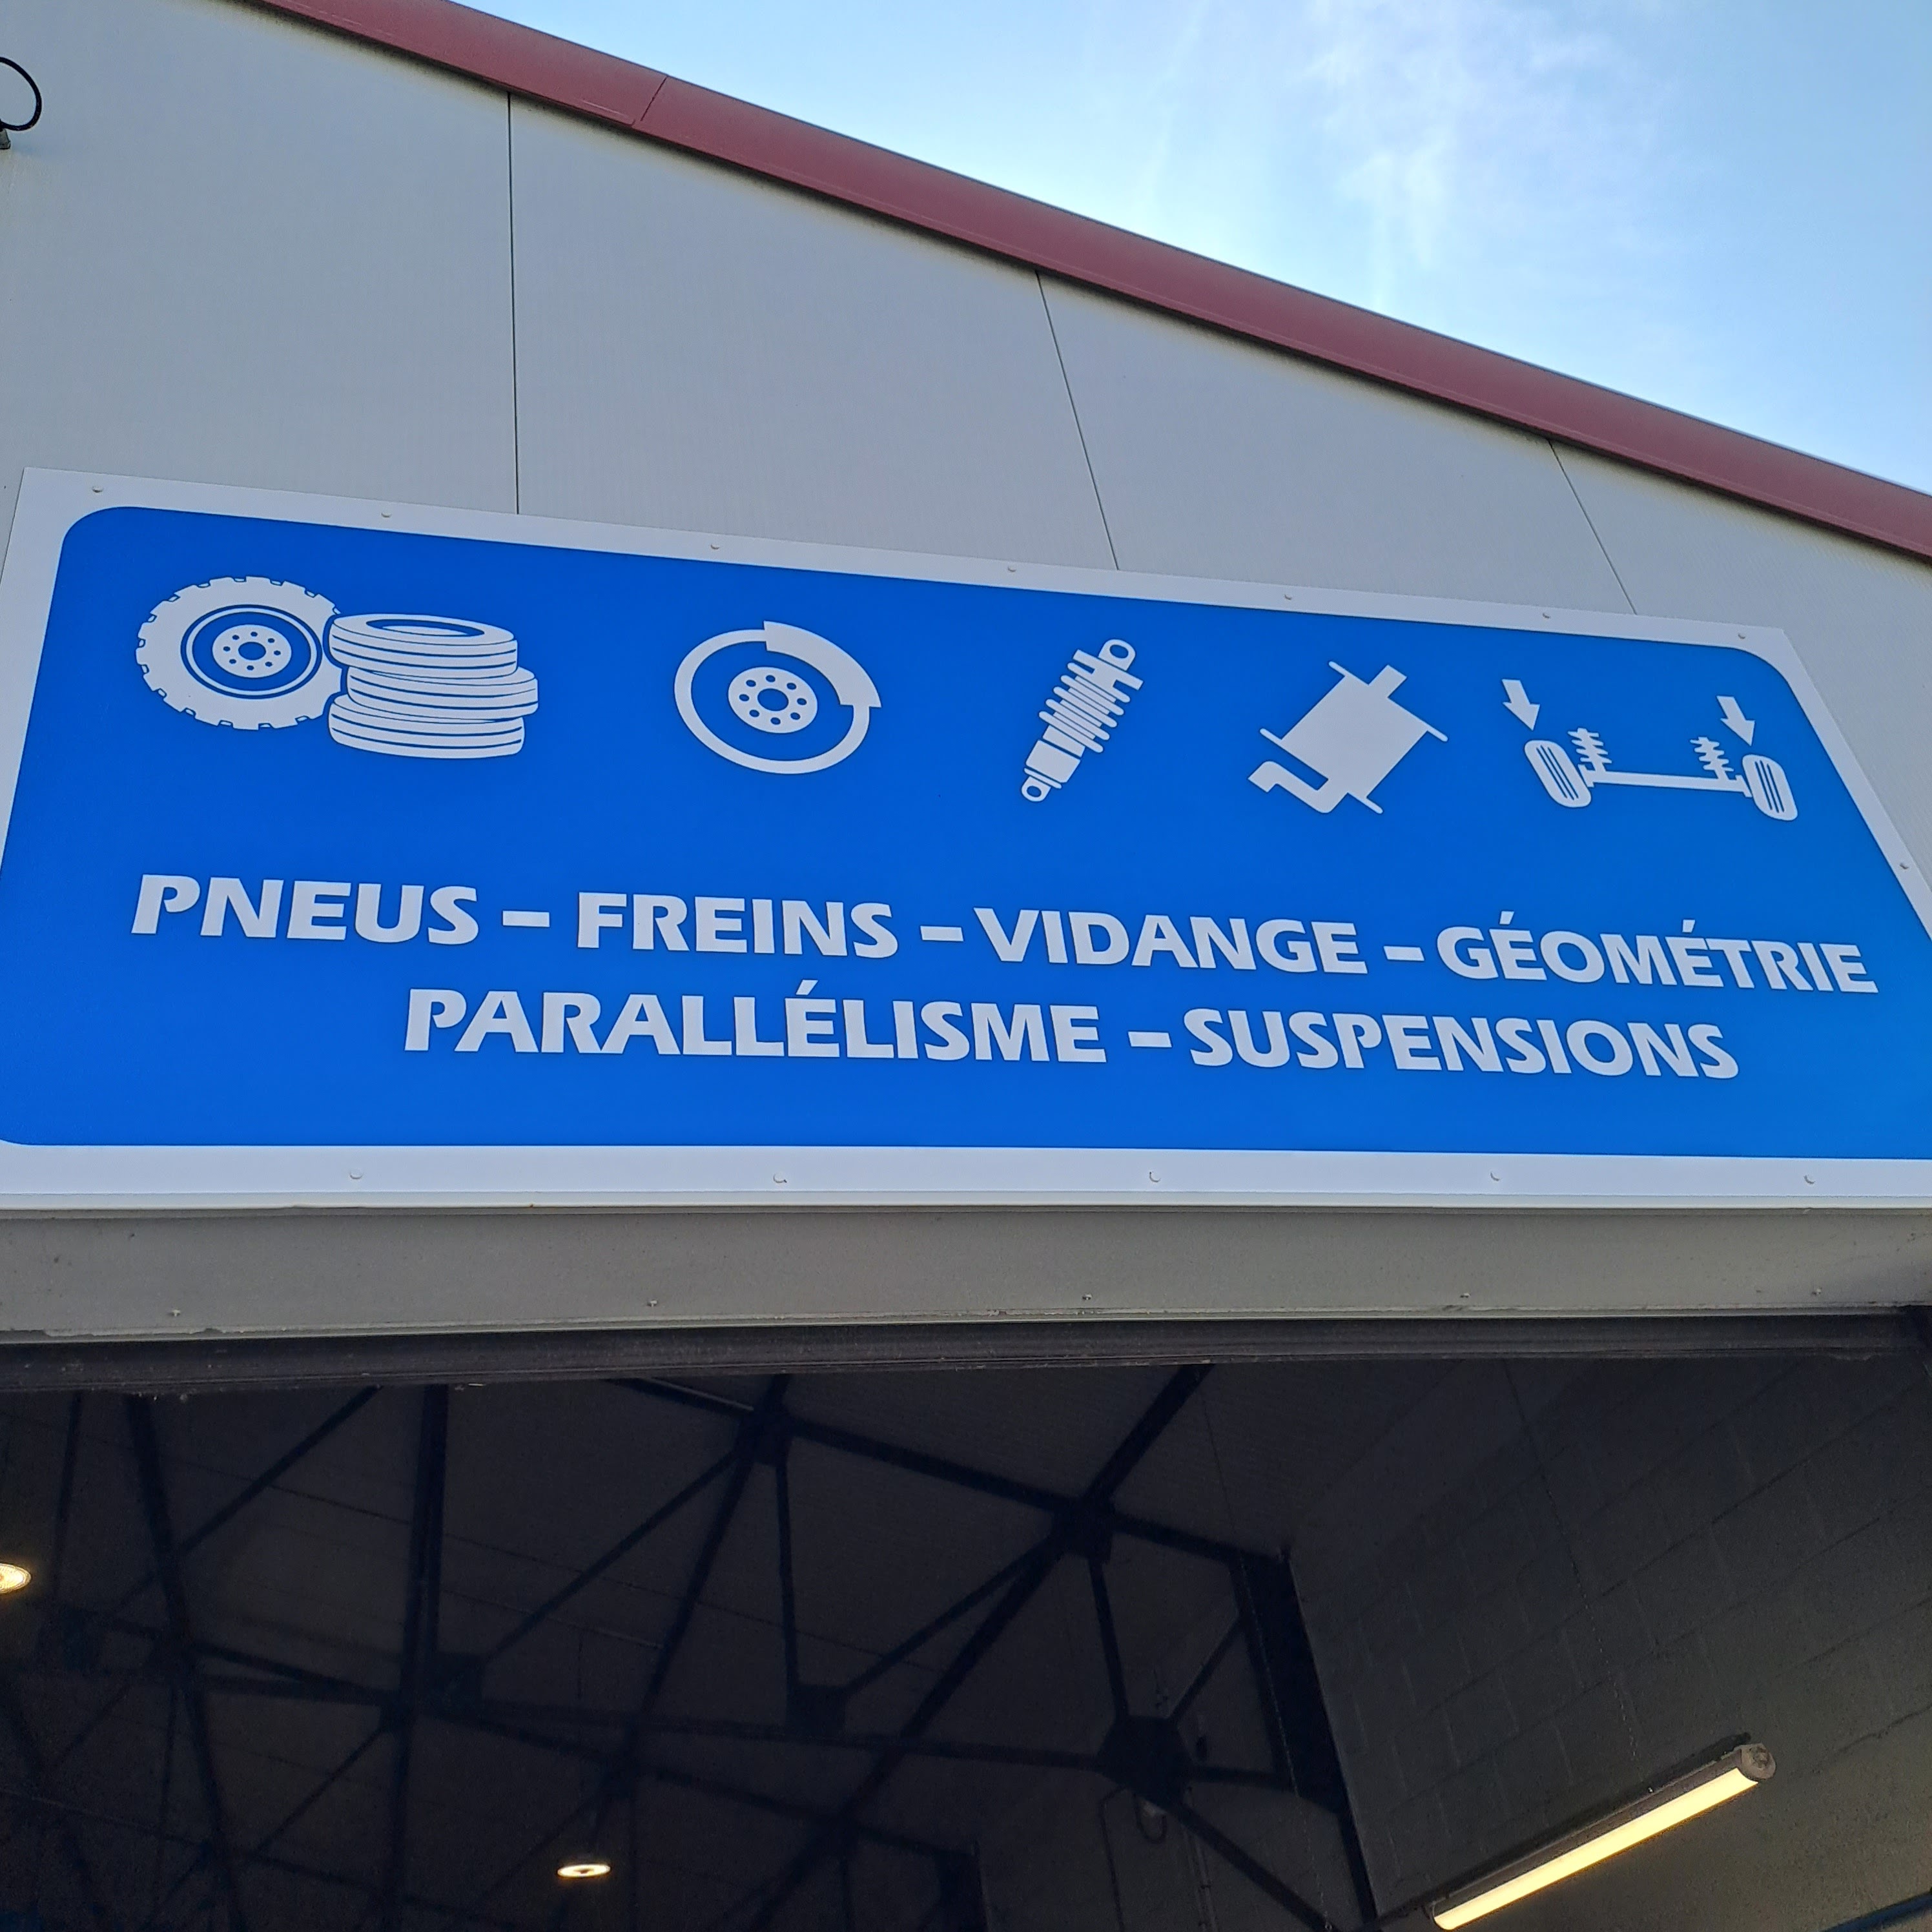 PNEUS – FREINS – VIDANGE – GÉOMÉTRIE
PARALLÉLISME – SUSPENSIONS